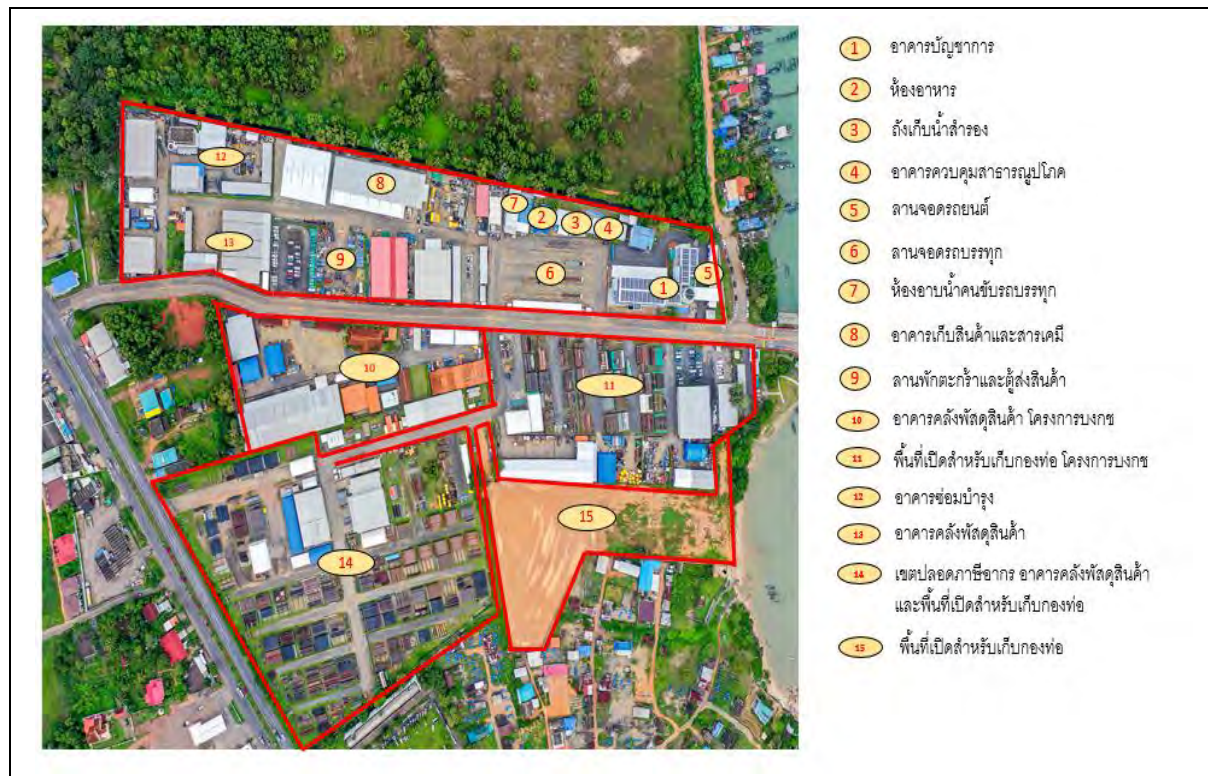 1 อาคารบัญชาการ
2 ห้องอาหาร
3 ถังเก็บน้ำสำรอง
4 อาคารควบคุมสาธารณูปโภค
5 ลานจอดรถยนต์
6 ลานจอดรถบรรทุก
7 ห้องอาบน้ำคนขับรถบรรทุก
8 อาคารเก็บสินค้าและสารเคมี
9 ลานพักตะกร้าและตู้ส่งสินค้า
10 อาคารคลังพัสดุสินค้า โครงการบงกช
11 พื้นที่เปิดสำหรับเก็บกองท่อ โครงการบงกช
12 อาคารซ่อมบำรุง
13 อาคารคลังพัสดุสินค้า
14 เขตปลอดภาษีอากร อาคารคลังพัสดุสินค้า
และพื้นที่เปิดสำหรับเก็บกองท่อ
15 พื้นที่เปิดสำหรับเก็บกองท่อ
12
8
7
2
3
4
13
9
6
1
5
10
11
15
14